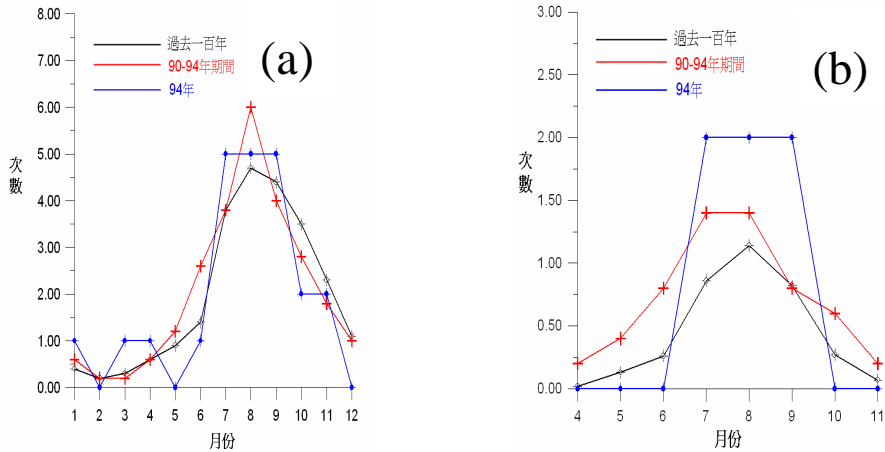 8.00
7.00
6.00
5.00
4.00
3.00
2.00
1.00
0.00
次
數
過去一百年
90-94年期間
94年
(a)
1 2 3 4 5 6 7 8 9 10 11 12
月份
3.00
2.50
2.00
1.50
1.00
0.50
0.00
次
數
過去一百年
90-94年期間
94年
(b)
4 5 6 7 8 9 10 11
月份